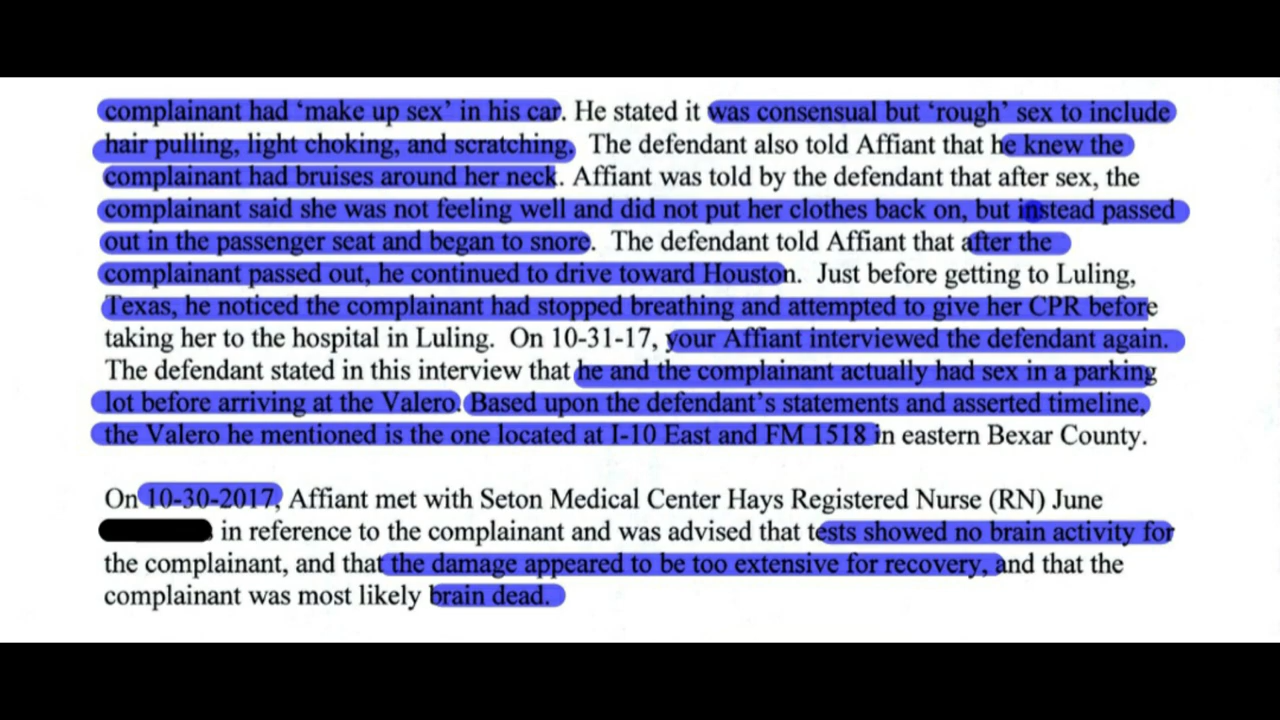 complainant had ‘make up sex’ in his car. He stated it was consensual but ‘rough’ sex to include
hair pulling, light choking, and scratching. The defendant also told Affiant that he knew the
complainant had bruises around her neck. Affiant was told by the defendant that after sex, the
complainant said she was not feeling well and did not put her clothes back on, but instead passed
out in the passenger seat and began to snore. The defendant told Affiant that after the
complainant passed out, he continued to drive toward Houston. Just before getting to Luling,
Texas, he noticed the complainant had stopped breathing and attempted to give her CPR before
taking her to the hospital in Luling. On 10-31-17, your Affiant interviewed the defendant again.
The defendant stated in this interview that he and the complainant actually had sex in a parking
lot before arriving at the Valero. Based upon the defendant’s statements and asserted timeline,
the Valero he mentioned is the one located at I-10 East and FM 1518 in eastern Bexar County.
On 10-30-2017, Affiant met with Seton Medical Center Hays Registered Nurse (RN) June
in reference to the complainant and was advised that tests showed no brain activity for
the complainant, and that the damage appeared to be too extensive for recovery, and that the
complainant was most likely brain dead.